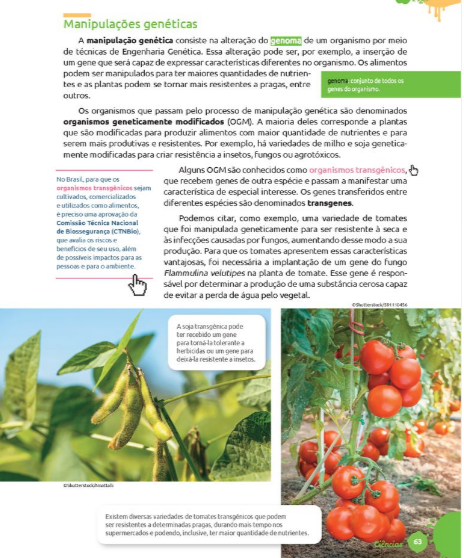 Manipulações genéticas
A manipulação genética consiste na alteração do genoma de um organismo por meio
de técnicas de Engenharia Genética. Essa alteração pode ser, por exemplo, a inserção de
um gene que será capaz de expressar características diferentes no organismo. Os alimentos
podem ser manipulados para ter maiores quantidades de nutrien-
tes e as plantas podem se tornar mais resistentes a pragas, entre
outros.
genoma: conjunto de todos os
genes do organismo.
Os organismos que passam pelo processo de manipulação genética são denominados
organismos geneticamente modificados (OGM). A maioria deles corresponde a plantas
que são modificadas para produzir alimentos com maior quantidade de nutrientes e para
serem mais produtivas e resistentes. Por exemplo, há variedades de milho e soja genetica-
mente modificadas para criar resistência a insetos, fungos ou agrotóxicos.
Alguns OGM são conhecidos como organismos transgênicos,
que recebem genes de outra espécie e passam a manifestar uma
característica de especial interesse. Os genes transferidos entre
diferentes espécies são denominados transgenes.
Podemos citar, como exemplo, uma variedade de tomates
que foi manipulada geneticamente para ser resistente à seca e
às infecções causadas por fungos, aumentando desse modo a sua
produção. Para que os tomates apresentem essas características
vantajosas, foi necessária a implantação de um gene do fungo
Flammulina velutipes na planta de tomate. Esse gene é respon-
sável por determinar a produção de uma substância cerosa capaz
de evitar a perda de água pelo vegetal.
No Brasil, para que os
organismos transgênicos sejam
cultivados, comercializados
e utilizados como alimentos,
é preciso uma aprovação da
Comissão Técnica Nacional
de Biossegurança (CTNBio),
que avalia os riscos e
benefícios de seu uso, além
de possíveis impactos para as
pessoas e para o ambiente.
A soja transgênica pode
ter recebido um gene
para torná-la tolerante a
herbicidas ou um gene para
deixá-la resistente a insetos.
Existem diversas variedades de tomates transgênicos que podem
ser resistentes a determinadas pragas, durando mais tempo nos
supermercados e podendo, inclusive, ter maior quantidade de nutrientes.
Ciências 63